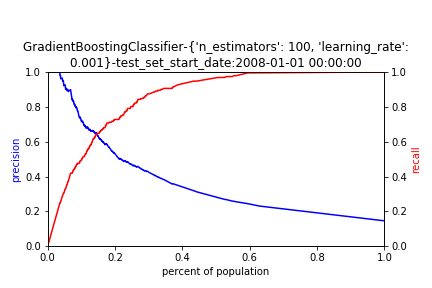 GradientBoostingClassifier-{'n_estimators': 100, 'learning_rate':
0.001}-test_set_start_date:2008-01-01 00:00:00
1.0
0.8
0.6
0.4
0.2
0.0
precision
1.0
0.8
0.6
0.4
0.2
0.0
recall
0.0 0.2 0.4 0.6 0.8 1.0
percent of population